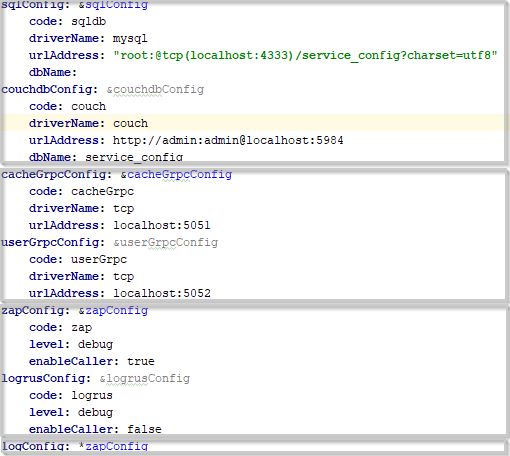 sqlConfig: &sqlConfig
    code: sqldb
    driverName: mysql
    urlAddress: "root:@tcp(localhost:4333)/service_config?charset=utf8"
    dbName:
couchdbConfig: &couchdbConfig
    code: couch
    driverName: couch
    urlAddress: http://admin:admin@localhost:5984
    dbName: service_config
cacheGrpcConfig: &cacheGrpcConfig
    code: cacheGrpc
    driverName: tcp
    urlAddress: localhost:5051
userGrpcConfig: &userGrpcConfig
    code: userGrpc
    driverName: tcp
    urlAddress: localhost:5052
zapConfig: &zapConfig
    code: zap
    level: debug
    enableCaller: true
logrusConfig: &logrusConfig
    code: logrus
    level: debug
    enableCaller: false
logConfig: *zapConfig